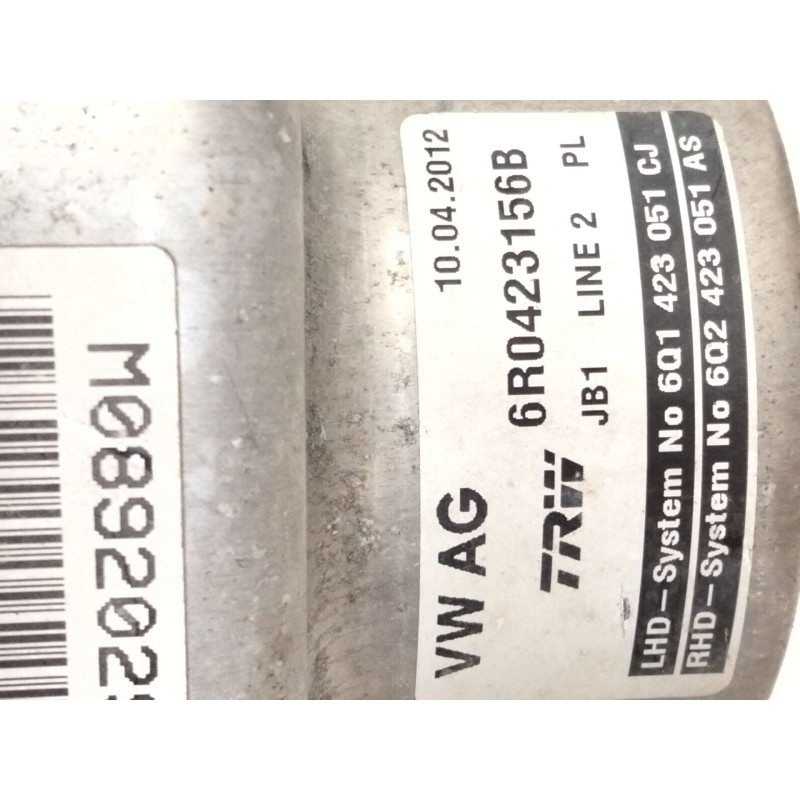 M089202
VW AG 10.04.2012
6R0423156B
TRW JB1 LINE 2 PL
LHD-System No 6Q1 423 051 CJ
RHD-System No 6Q2 423 051 AS